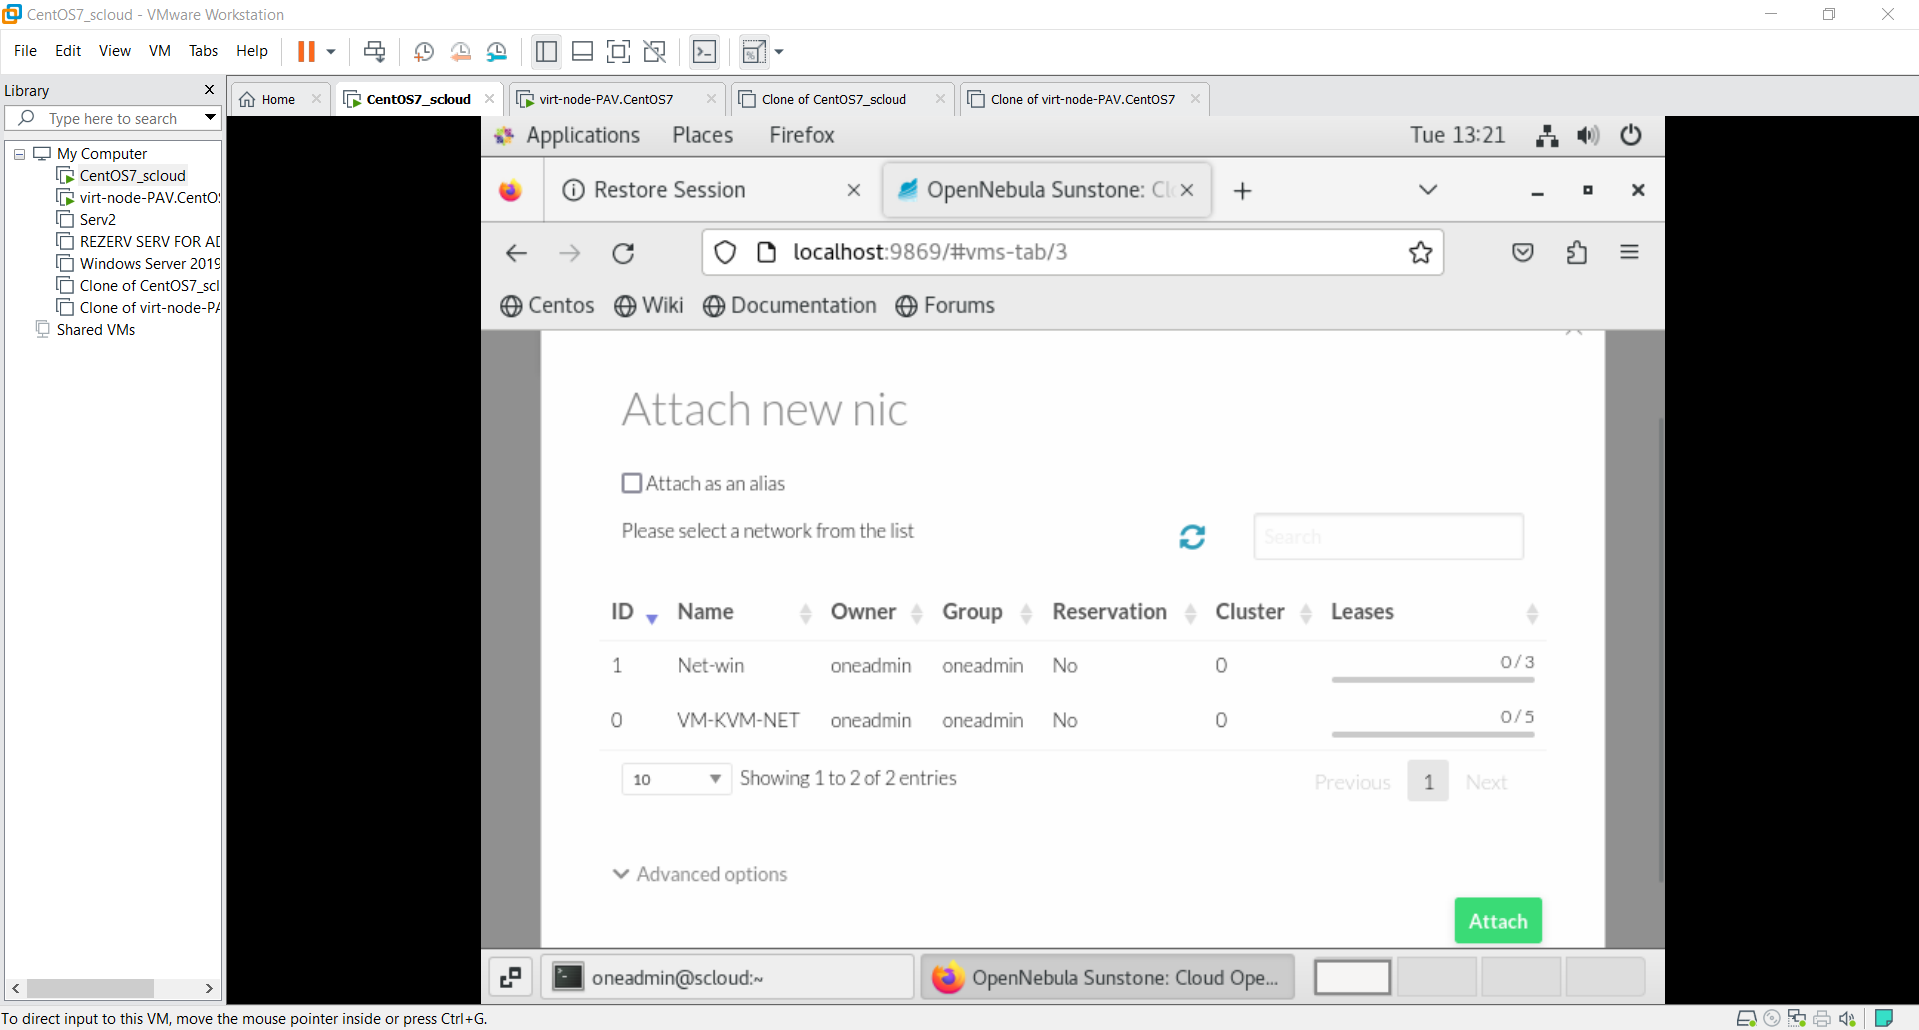 CentOS7_scloud - VMware Workstation
File Edit View VM Tabs Help
Library
Type here to search
My Computer
CentOS7_scloud
virt-node-PAV.CentOS
Serv2
REZERV SERV FOR AD
Windows Server 2019
Clone of CentOS7_scl
Clone of virt-node-PA
Shared VMs
Home CentOS7_scloud virt-node-PAV.CentOS7 Clone of CentOS7_scloud Clone of virt-node-PAV.CentOS7
Applications Places Firefox Tue 13:21
Restore Session OpenNebula Sunstone: Clo
localhost:9869/#vms-tab/3
Centos Wiki Documentation Forums
Attach new nic
Attach as an alias
Please select a network from the list Search
ID Name Owner Group Reservation Cluster Leases
1 Net-win oneadmin oneadmin No 0 0 / 3
0 VM-KVM-NET oneadmin oneadmin No 0 0 / 5
10 Showing 1 to 2 of 2 entries Previous 1 Next
Advanced options
Attach
oneadmin@scloud:~ OpenNebula Sunstone: Cloud Ope...
To direct input to this VM, move the mouse pointer inside or press Ctrl+G.